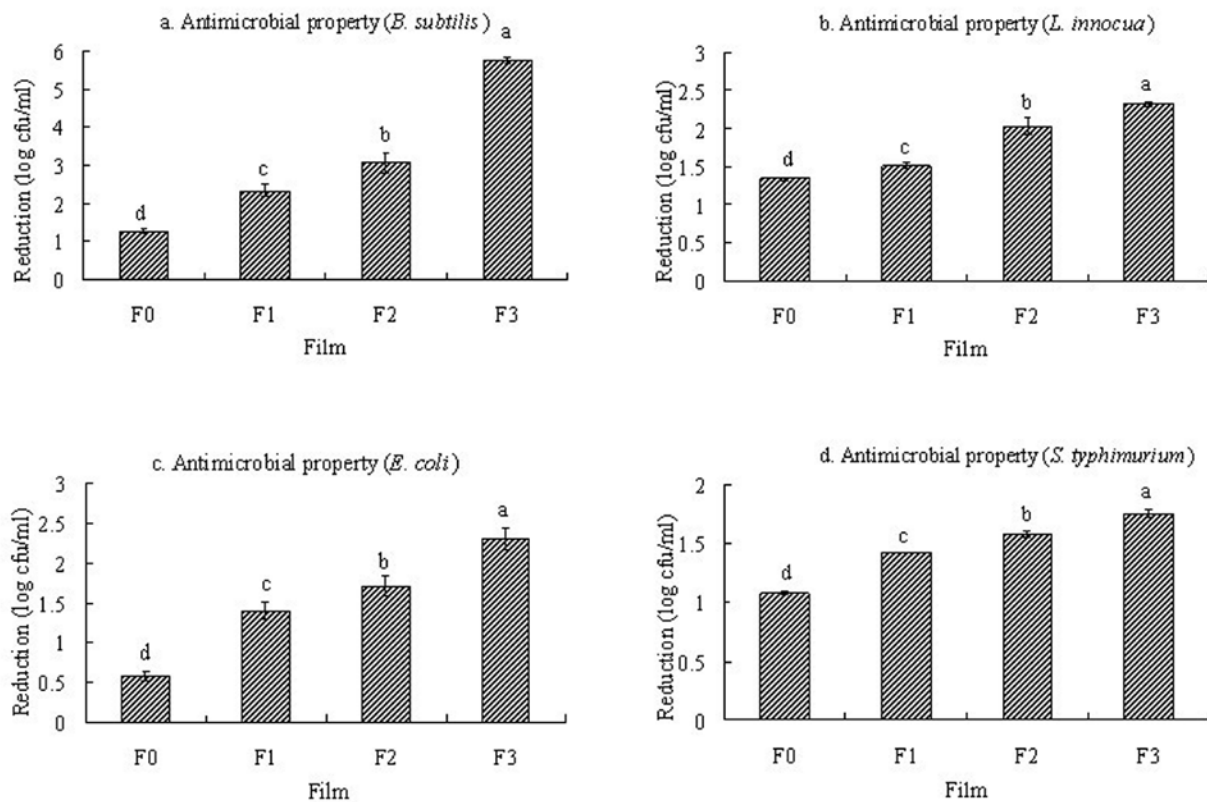 a. Antimicrobial property (B. subtilis)
Reduction (log cfu/ml)
6
5
4
3
2
1
0
d
c
b
a
F0 F1 F2 F3
Film
b. Antimicrobial property (L. innocua)
Reduction (log cfu/ml)
3
2.5
2
1.5
1
0.5
0
d
c
b
a
F0 F1 F2 F3
Film
c. Antimicrobial property (E. coli)
Reduction (log cfu/ml)
3
2.5
2
1.5
1
0.5
0
d
c
b
a
F0 F1 F2 F3
Film
d. Antimicrobial property (S. typhimurium)
Reduction (log cfu/ml)
2
1.5
1
0.5
0
d
c
b
a
F0 F1 F2 F3
Film